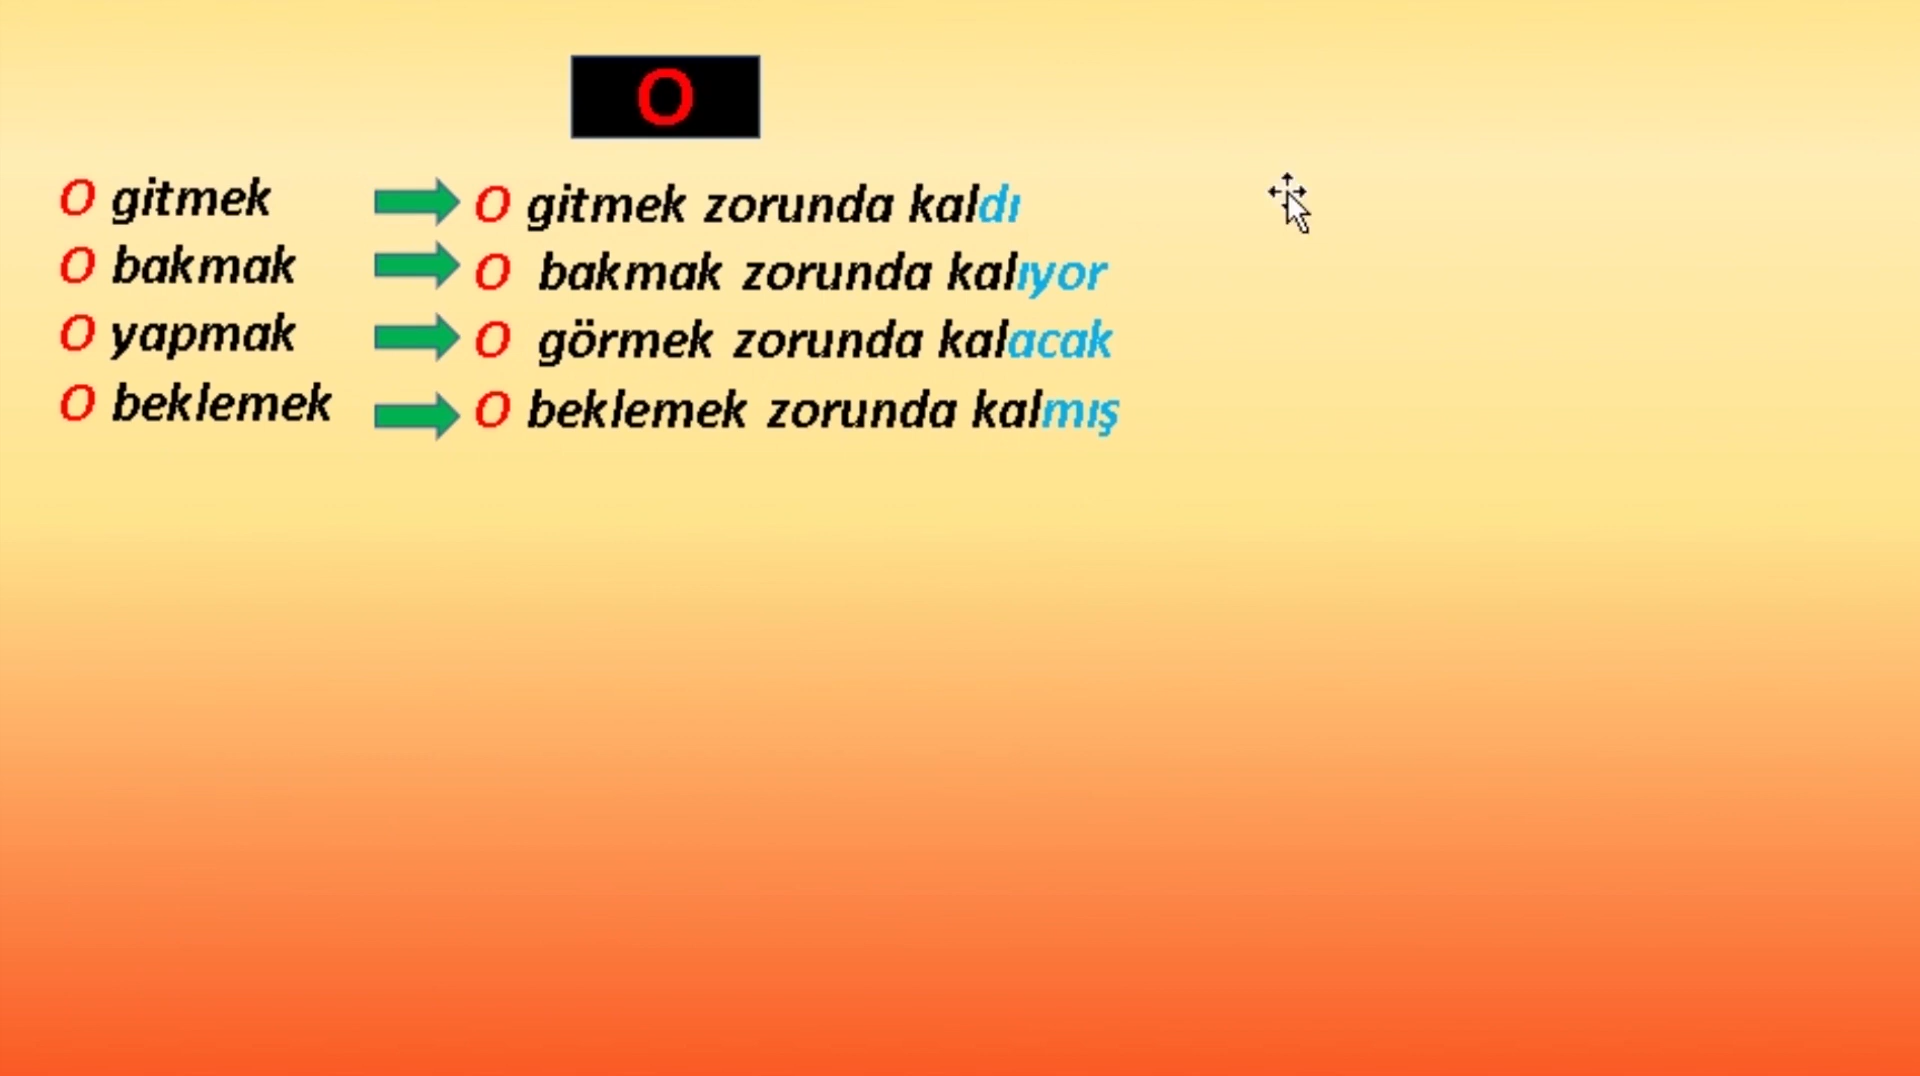 O
O gitmek O gitmek zorunda kaldı
O bakmak O bakmak zorunda kalıyor
O yapmak O görmek zorunda kalacak
O beklemek O beklemek zorunda kalmış